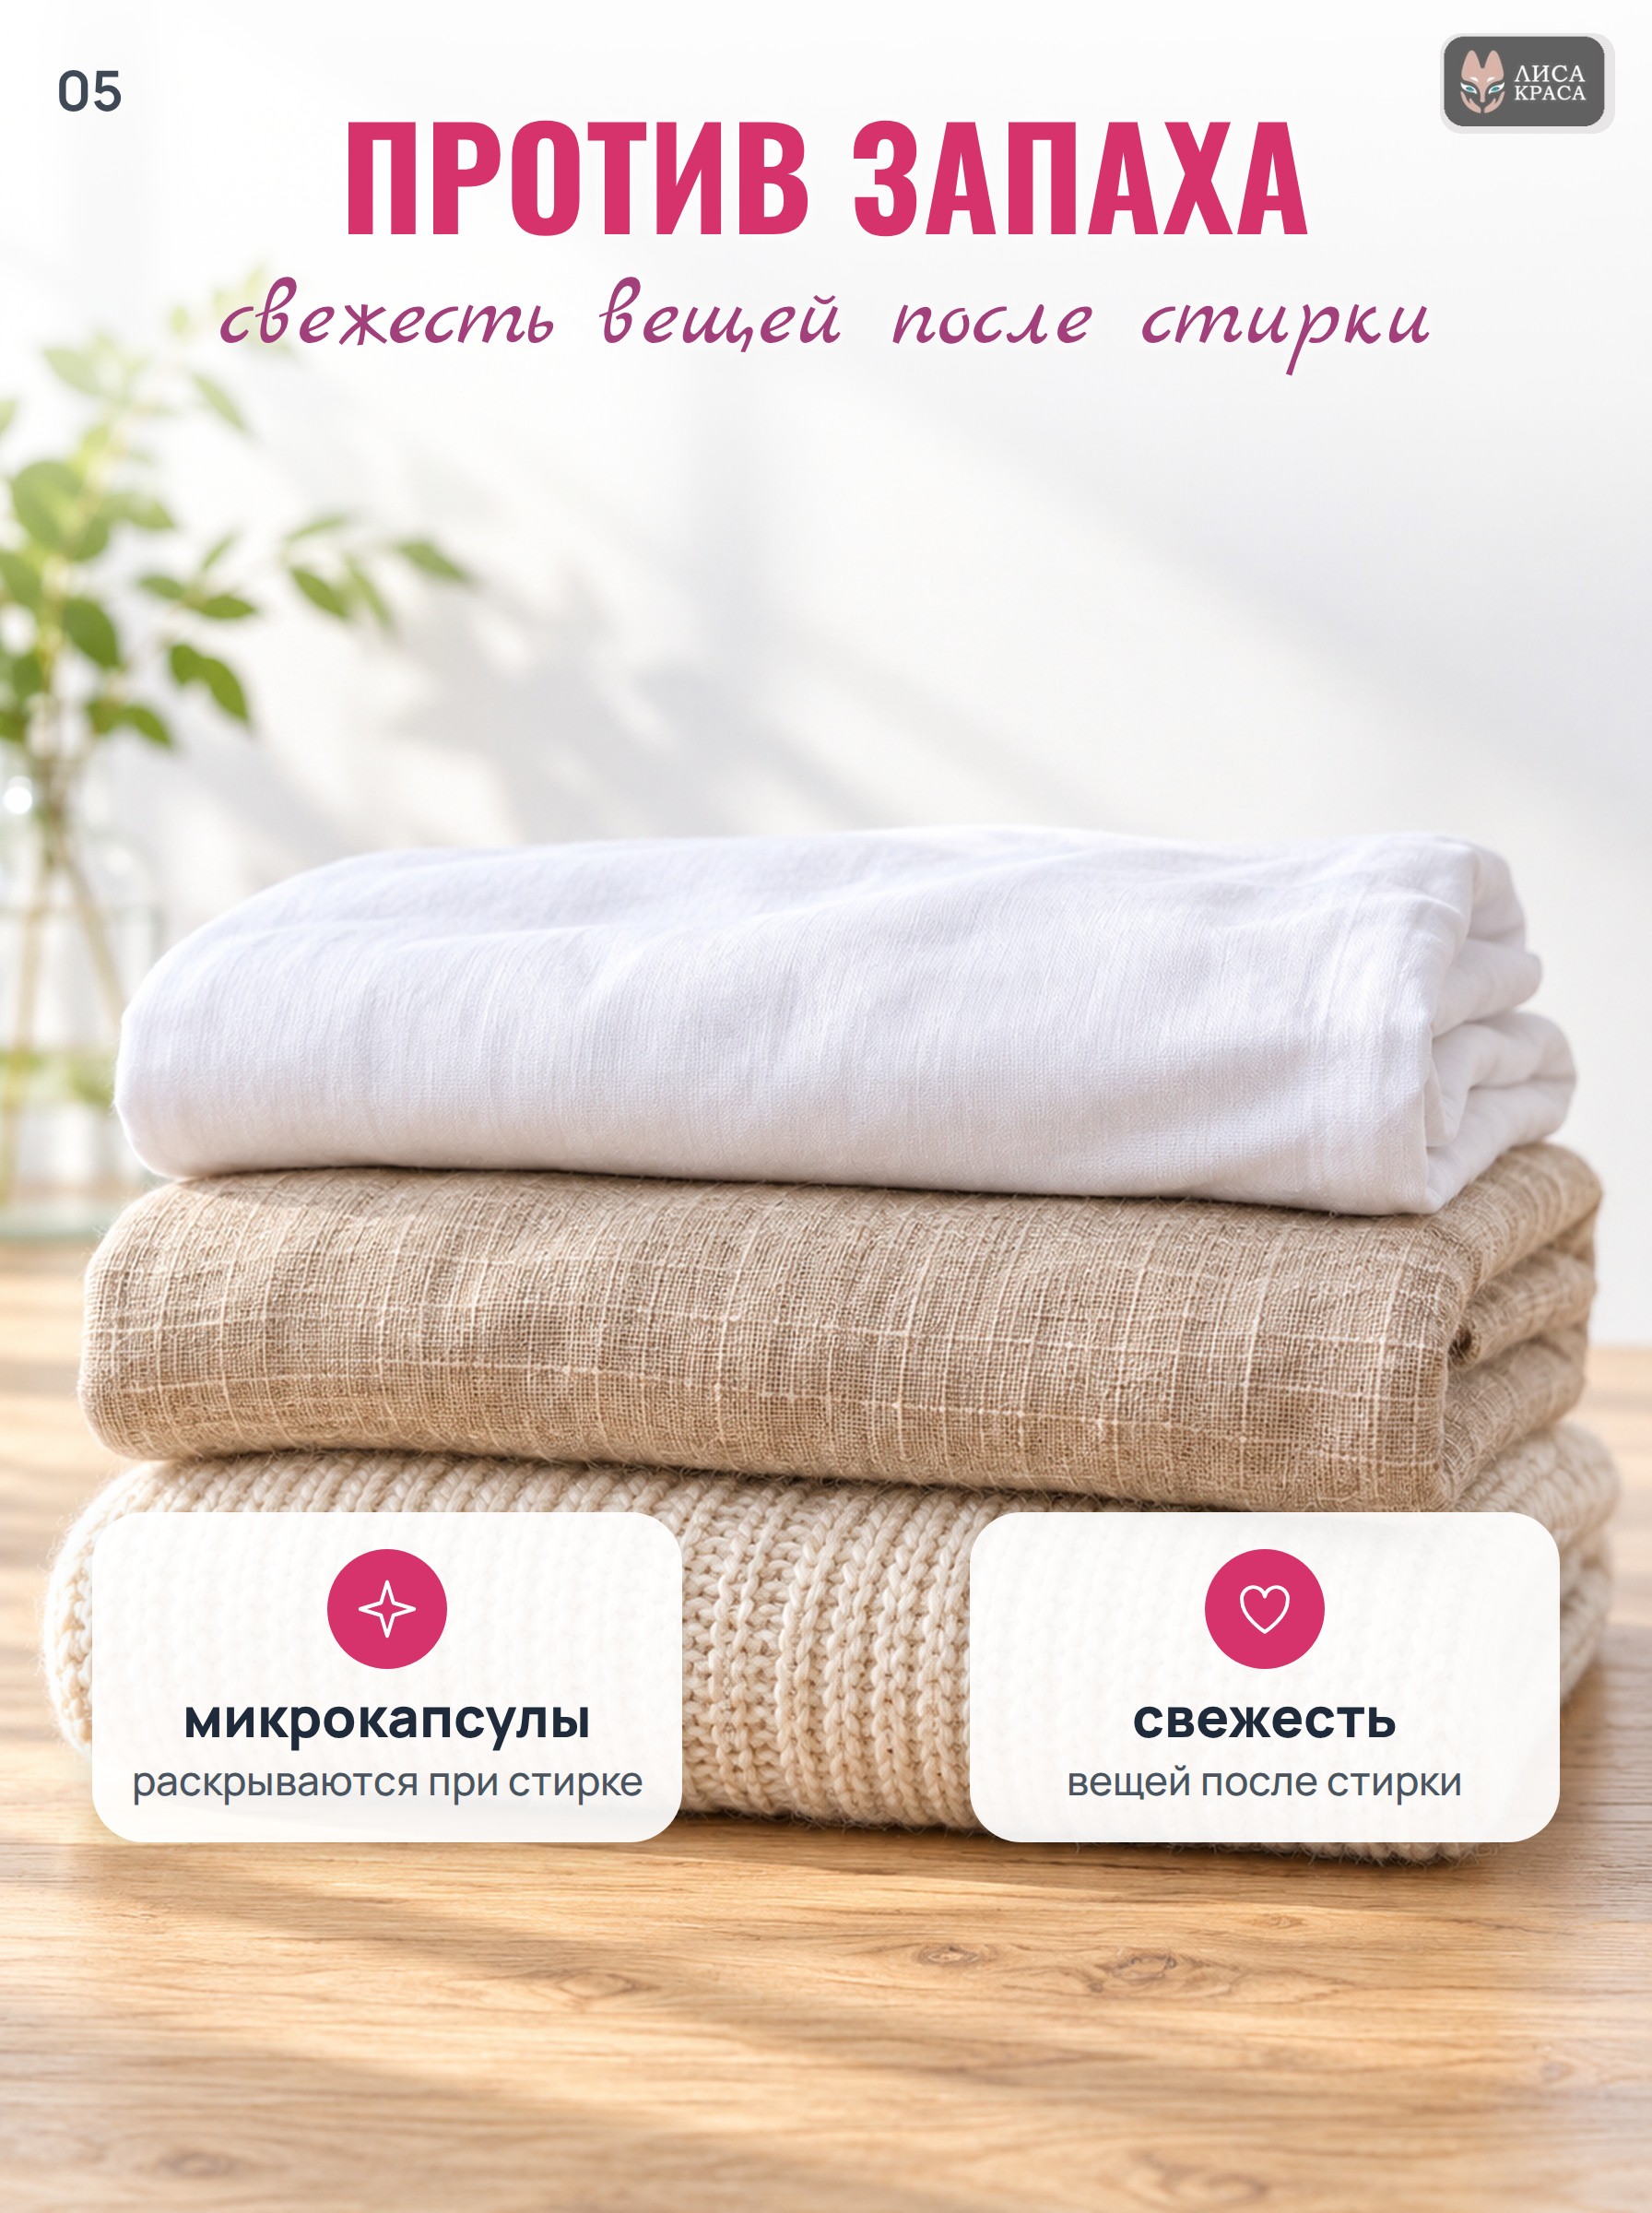 05
ЛИСА
КРАСА
ПРОТИВ ЗАПАХА
свежесть вещей после стирки
микрокапсулы
раскрываются при стирке
свежесть
вещей после стирки